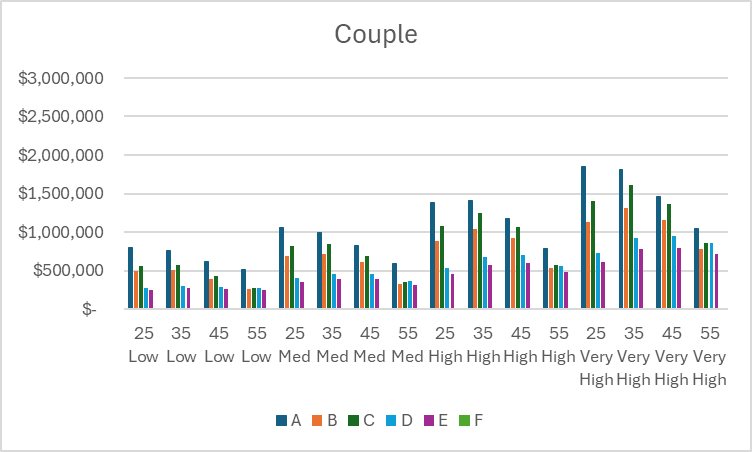 Couple
$3,000,000
$2,500,000
$2,000,000
$1,500,000
$1,000,000
$500,000
$-
25 35 45 55 25 35 45 55 25 35 45 55 25 35 45 55
Low Low Low Low Med Med Med Med High High High High Very Very Very Very
High High High High
A B C D E F